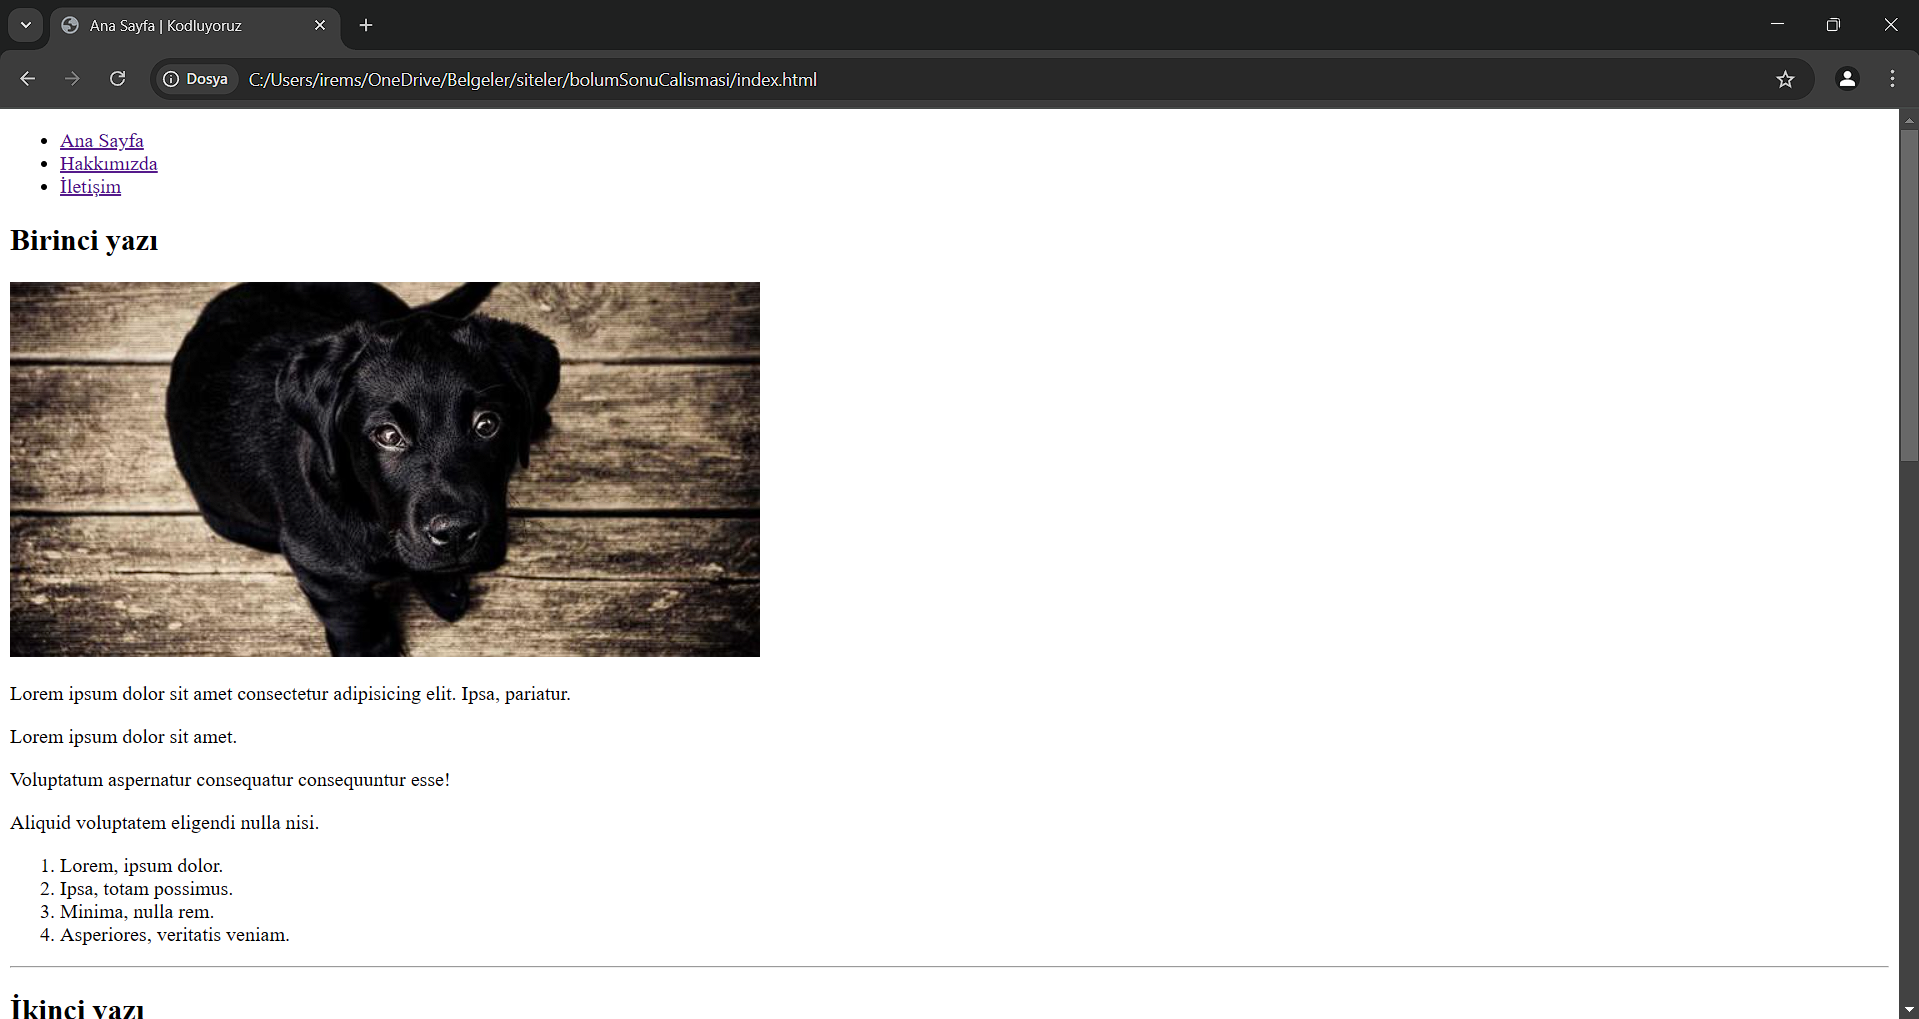 Ana Sayfa | Kodluyoruz
Dosya C:/Users/irems/OneDrive/Belgeler/siteler/bolumSonuCalismasi/index.html
Ana Sayfa
Hakkımızda
İletişim
Birinci yazı
Lorem ipsum dolor sit amet consectetur adipisicing elit. Ipsa, pariatur.
Lorem ipsum dolor sit amet.
Voluptatum aspernatur consequatur consequuntur esse!
Aliquid voluptatem eligendi nulla nisi.
1. Lorem, ipsum dolor.
2. Ipsa, totam possimus.
3. Minima, nulla rem.
4. Asperiores, veritatis veniam.
İkinci yazı